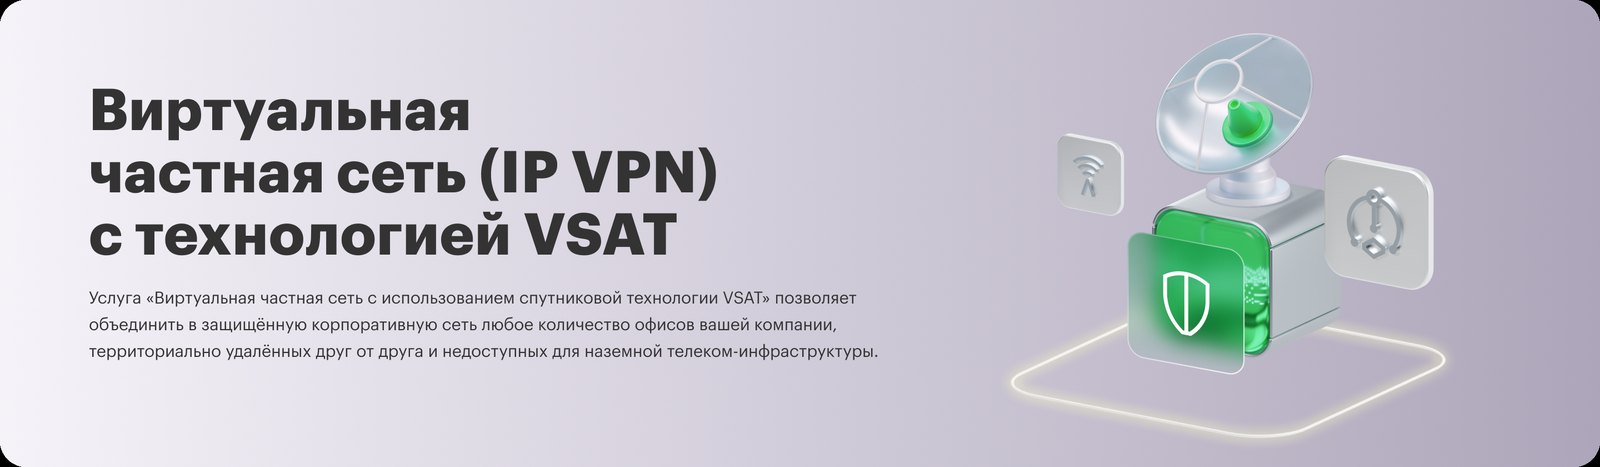 Виртуальная
частная сеть (IP VPN)
с технологией VSAT
Услуга «Виртуальная частная сеть с использованием спутниковой технологии VSAT» позволяет
объединить в защищённую корпоративную сеть любое количество офисов вашей компании,
территориально удалённых друг от друга и недоступных для наземной телеком-инфраструктуры.